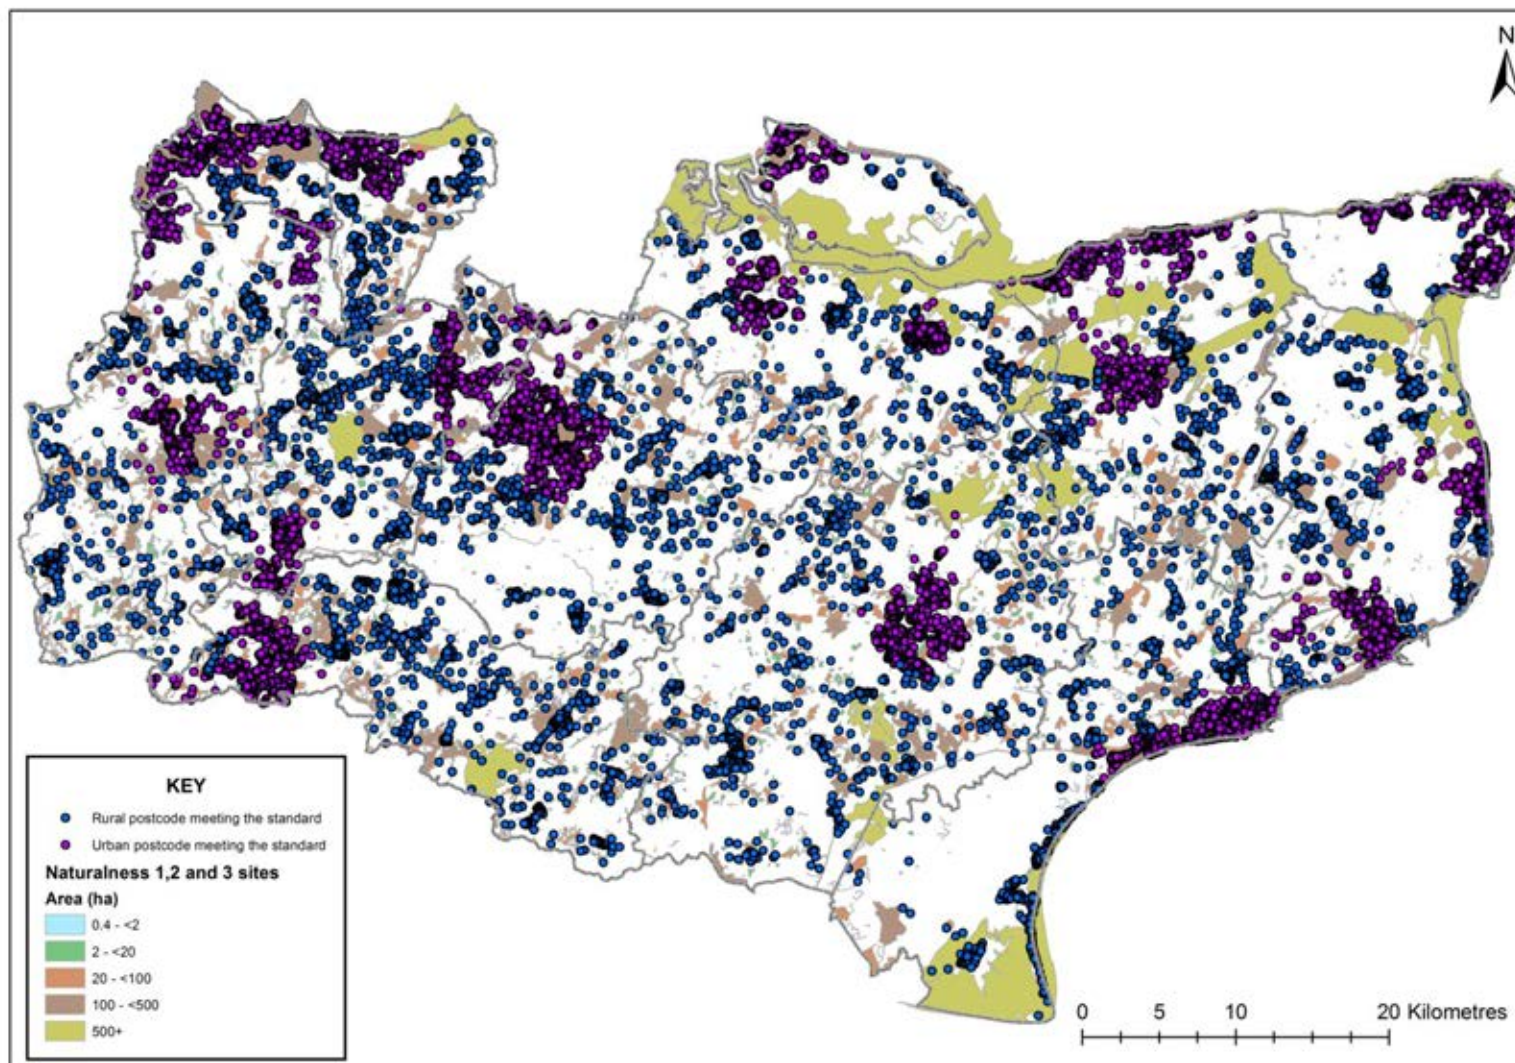 N
KEY
Rural postcode meeting the standard
Urban postcode meeting the standard
Naturalness 1,2 and 3 sites
Area (ha)
0.4 - <2
2 - <20
20 - <100
100 - <500
500+
0 5 10 20 Kilometres